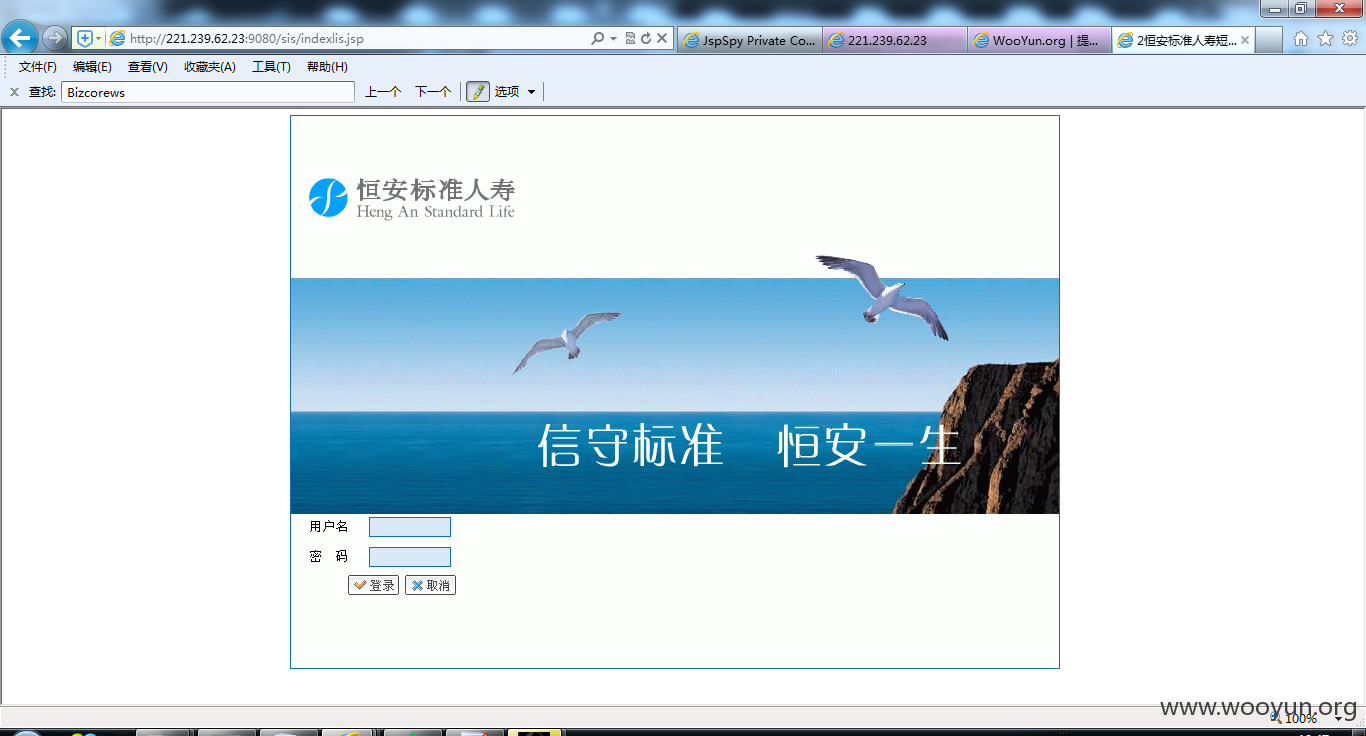 http://221.239.62.23:9080/sis/indexlis.jsp
JspSpy Private Co...
221.239.62.23
WooYun.org | 提...
2恒安标准人寿短...
文件(F) 编辑(E) 查看(V) 收藏夹(A) 工具(T) 帮助(H)
查找: Bizcorews 上一个 下一个 选项
恒安标准人寿
Heng An Standard Life
信守标准 恒安一生
用户名
密 码
登录 取消
www.wooyun.org
100%